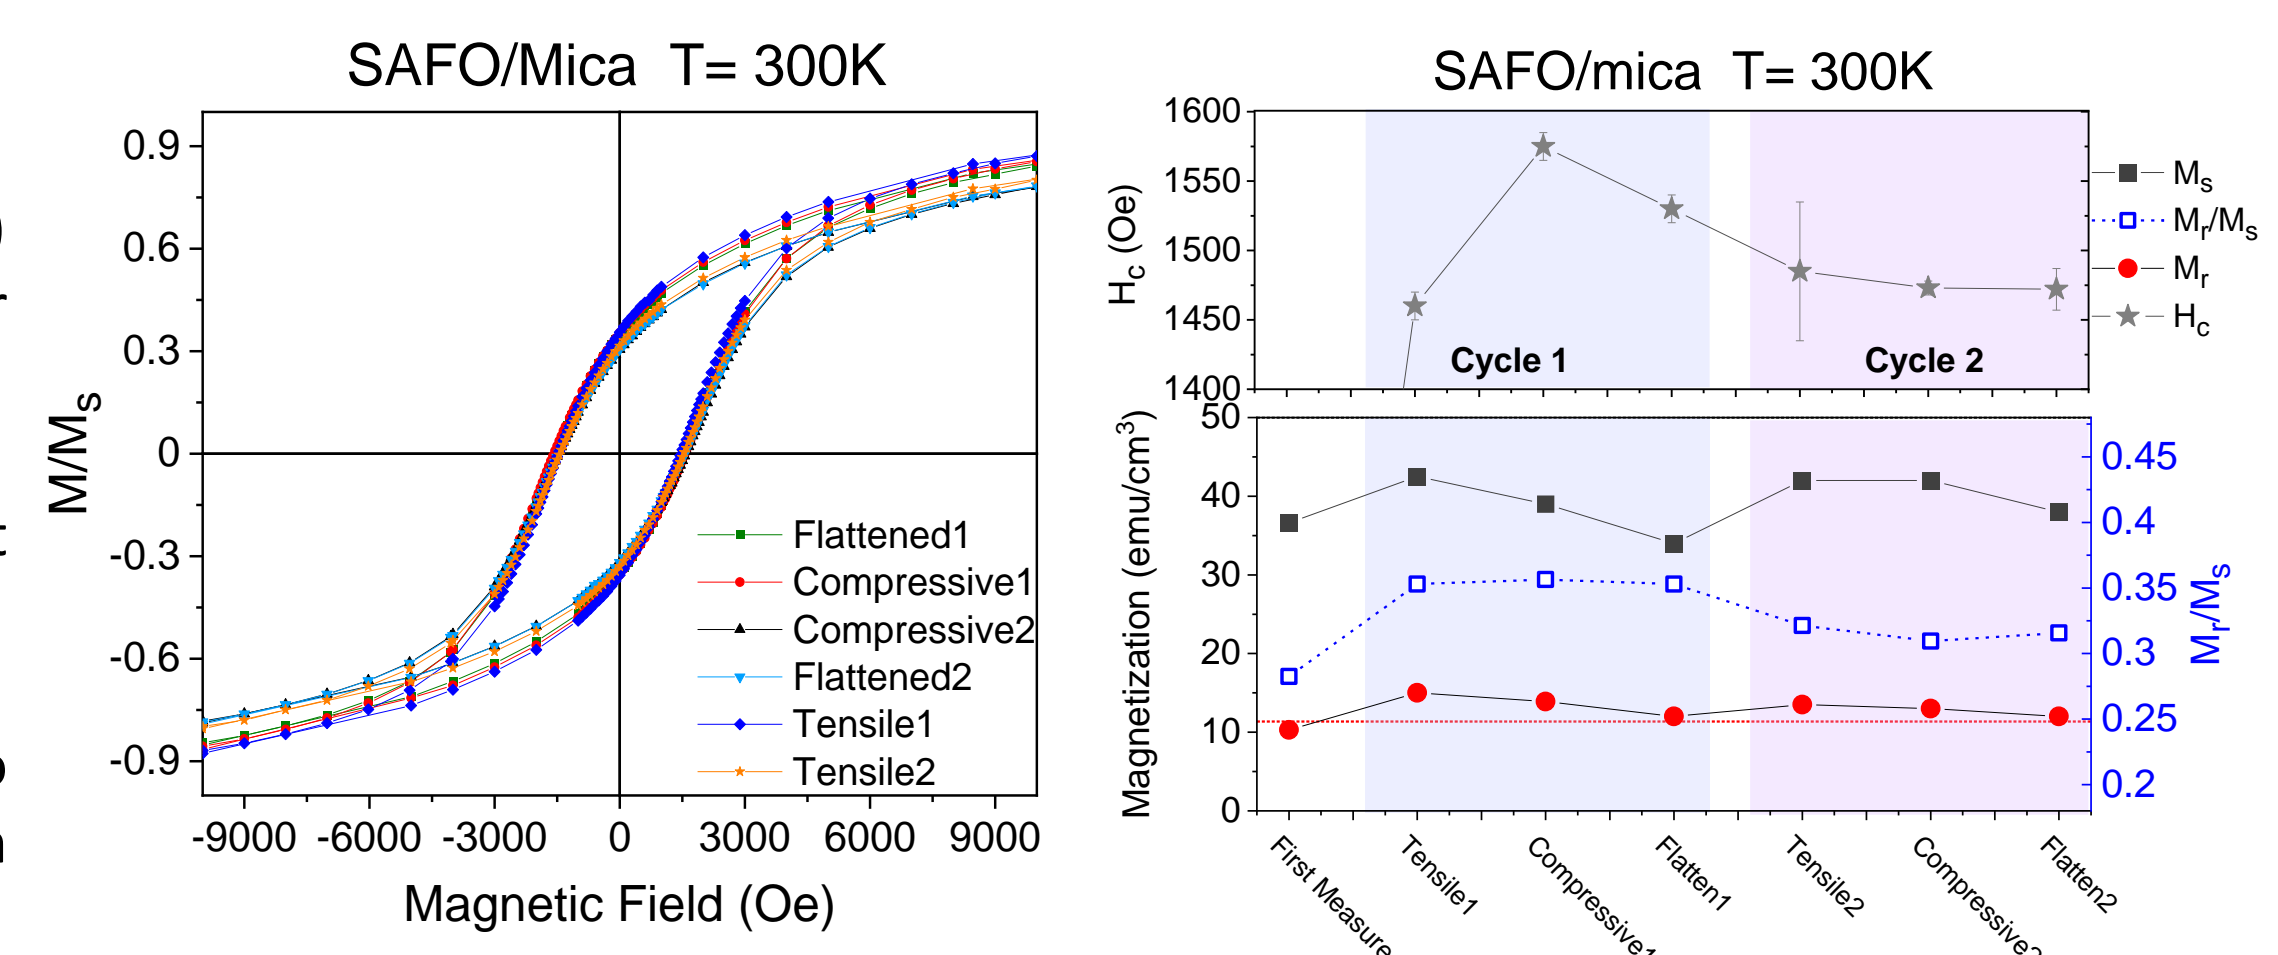 SAFO/Mica T= 300K
0.9
0.6
0.3
0
-0.3
-0.6
-0.9
M/Ms
-9000 -6000 -3000 0 3000 6000 9000
Magnetic Field (Oe)
Flattened1
Compressive1
Compressive2
Flattened2
Tensile1
Tensile2
SAFO/mica T= 300K
1600
1550
1500
1450
1400
Hc (Oe)
Cycle 1
Cycle 2
Ms
Mr/Ms
Mr
Hc
50
40
30
20
10
0
Magnetization (emu/cm3)
0.45
0.4
0.35
0.3
0.25
0.2
Mr/Ms
First Measure
Tensile1
Compressive1
Flatten1
Tensile2
Compressive2
Flatten2